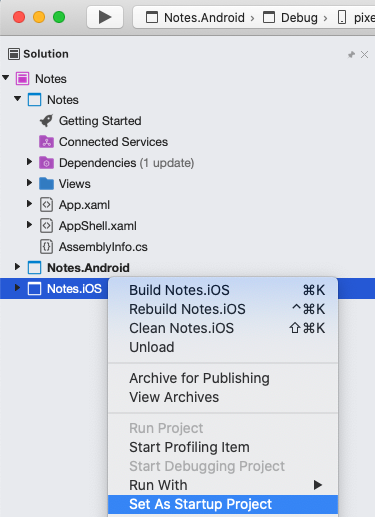 Notes.Android > Debug >
Solution
Notes
Notes
Getting Started
Connected Services
Dependencies (1 update)
Views
App.xaml
AppShell.xaml
AssemblyInfo.cs
Notes.Android
Notes.iOS
Build Notes.iOS ⌘K
Rebuild Notes.iOS ^⌘K
Clean Notes.iOS ⇧⌘K
Unload
Archive for Publishing
View Archives
Run Project
Start Profiling Item
Start Debugging Project
Run With
Set As Startup Project